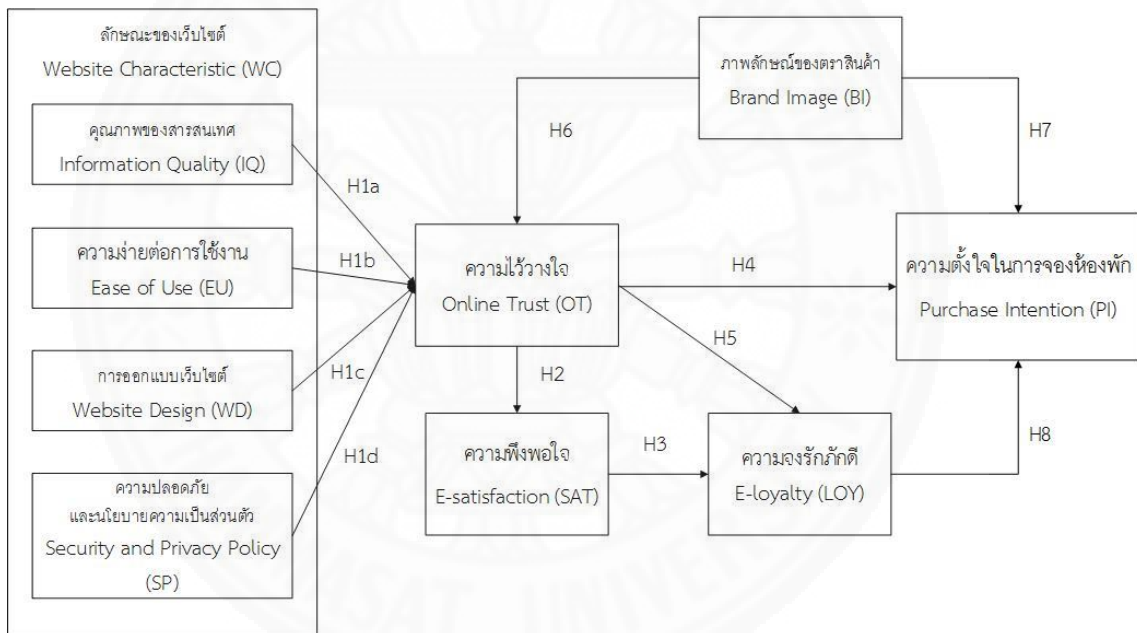 ลักษณะของเว็บไซต์
Website Characteristic (WC)
คุณภาพของสารสนเทศ
Information Quality (IQ)
ความง่ายต่อการใช้งาน
Ease of Use (EU)
การออกแบบเว็บไซต์
Website Design (WD)
ความปลอดภัย
และนโยบายความเป็นส่วนตัว
Security and Privacy Policy
(SP)
H1a
H1b
H1c
H1d
ภาพลักษณ์ของตราสินค้า
Brand Image (BI)
H6
H7
ความไว้วางใจ
Online Trust (OT)
H4
ความตั้งใจในการจองห้องพัก
Purchase Intention (PI)
H2
H5
ความพึงพอใจ
E-satisfaction (SAT)
H3
ความจงรักภักดี
E-loyalty (LOY)
H8
SAT UNIVER